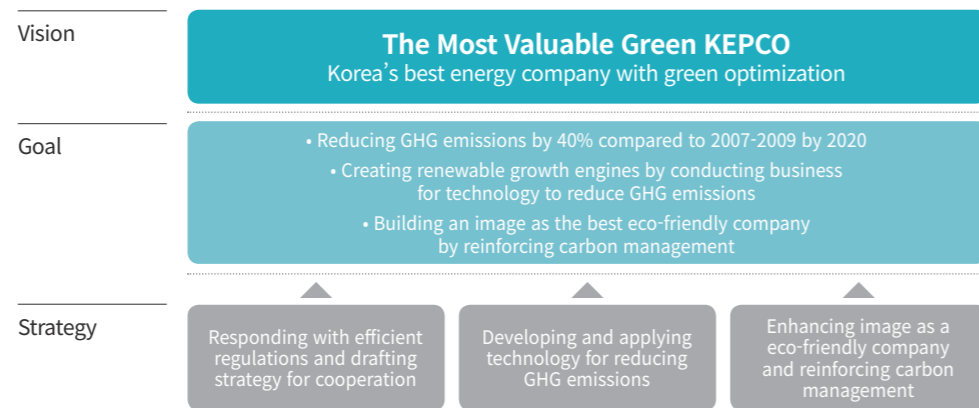 Vision
The Most Valuable Green KEPCO
Korea's best energy company with green optimization
Goal
• Reducing GHG emissions by 40% compared to 2007-2009 by 2020
• Creating renewable growth engines by conducting business
for technology to reduce GHG emissions
• Building an image as the best eco-friendly company
by reinforcing carbon management
Strategy
Responding with efficient
regulations and drafting
strategy for cooperation
Developing and applying
technology for reducing
GHG emissions
Enhancing image as a
eco-friendly company
and reinforcing carbon
management